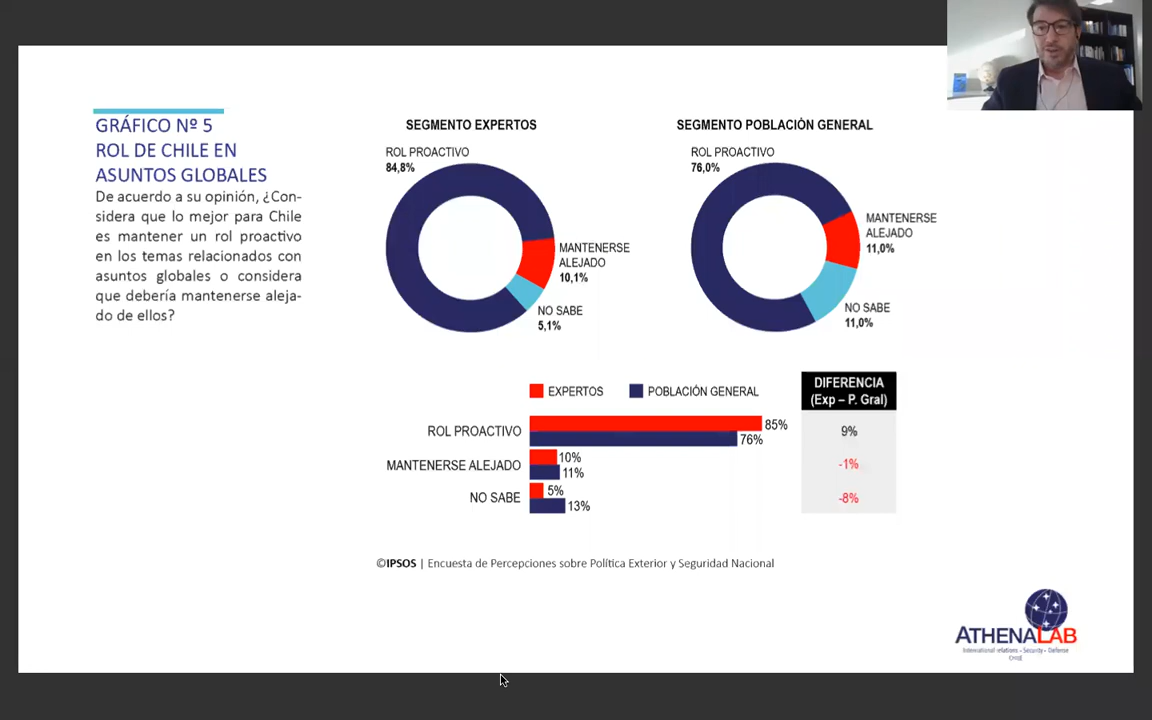 GRÁFICO Nº 5
ROL DE CHILE EN
ASUNTOS GLOBALES
De acuerdo a su opinión, ¿Con-
sidera que lo mejor para Chile
es mantener un rol proactivo
en los temas relacionados con
asuntos globales o considera
que debería mantenerse aleja-
do de ellos?
SEGMENTO EXPERTOS
ROL PROACTIVO
84,8%
MANTENERSE
ALEJADO
10,1%
NO SABE
5,1%
SEGMENTO POBLACIÓN GENERAL
ROL PROACTIVO
76,0%
MANTENERSE
ALEJADO
11,0%
NO SABE
11,0%
EXPERTOS
POBLACIÓN GENERAL
ROL PROACTIVO
85%
76%
MANTENERSE ALEJADO
10%
11%
NO SABE
5%
13%
DIFERENCIA
(Exp – P. Gral)
9%
-1%
-8%
©IPSOS | Encuesta de Percepciones sobre Política Exterior y Seguridad Nacional
ATHENALAB
International relations - Security - Defense
CHILE